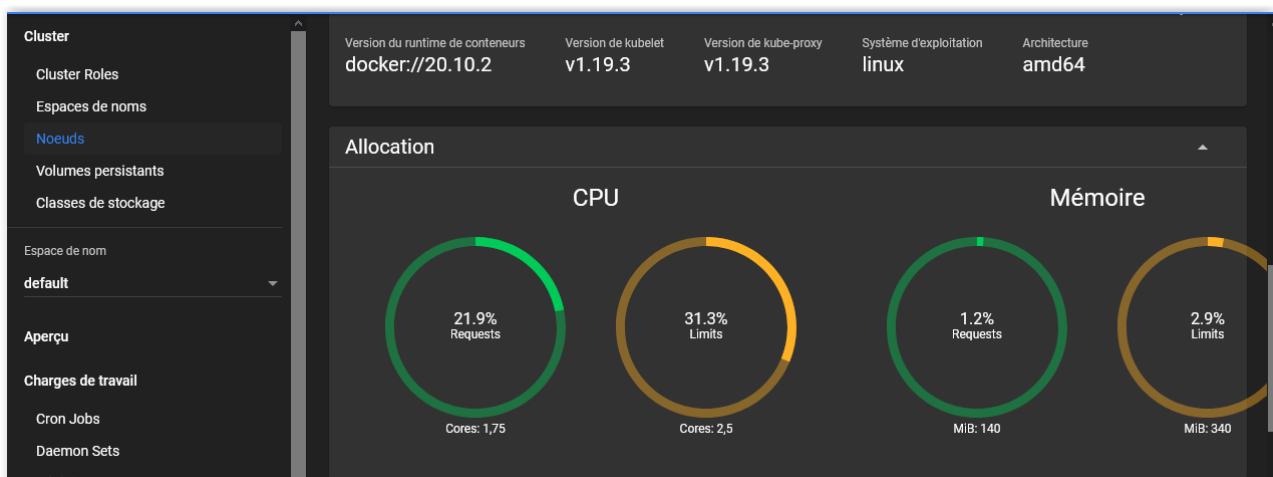 Cluster
Cluster Roles
Espaces de noms
Noeuds
Volumes persistants
Classes de stockage
Espace de nom
default
Aperçu
Charges de travail
Cron Jobs
Daemon Sets
Version du runtime de conteneurs
docker://20.10.2
Version de kubelet
v1.19.3
Version de kube-proxy
v1.19.3
Système d'exploitation
linux
Architecture
amd64
Allocation
CPU
21.9%
Requests
Cores: 1,75
31.3%
Limits
Cores: 2,5
Mémoire
1.2%
Requests
MiB: 140
2.9%
Limits
MiB: 340